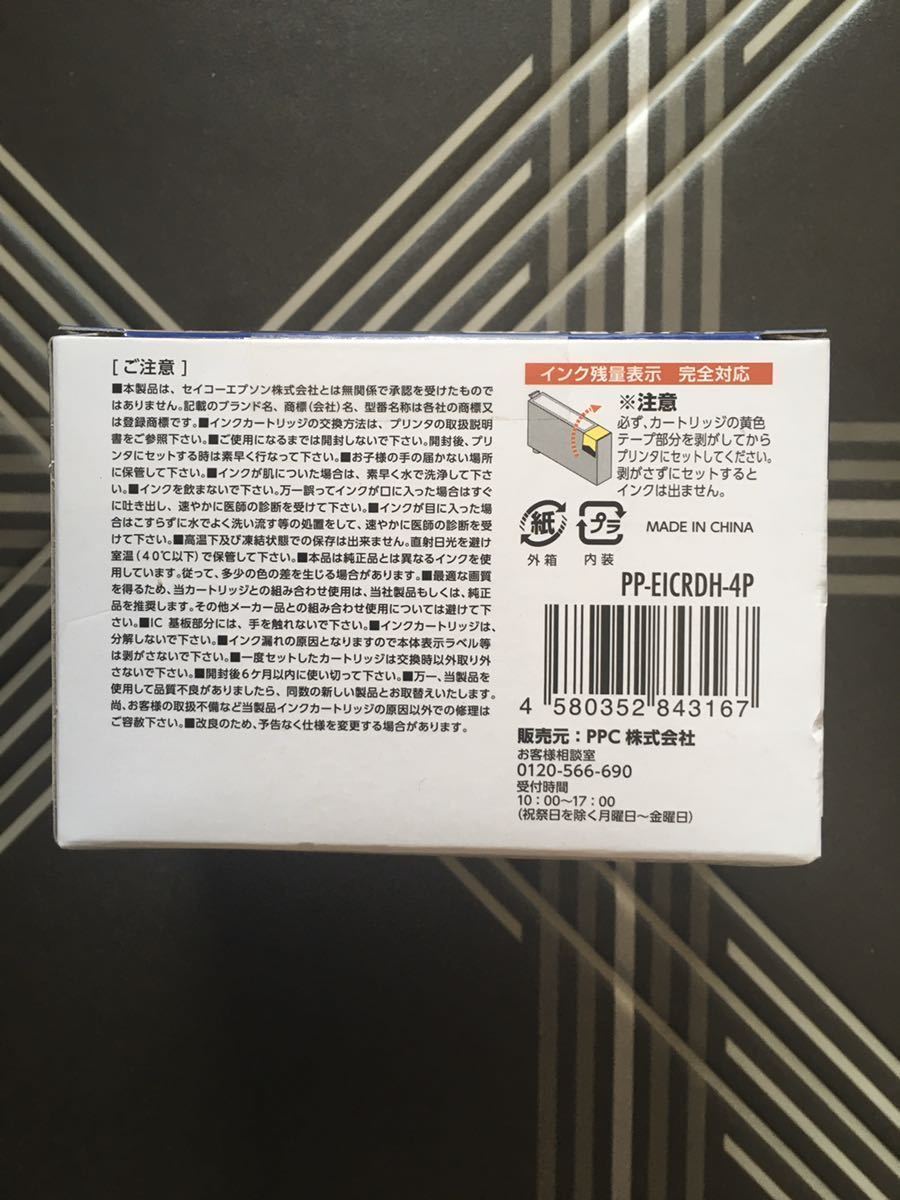 [ご注意]
■本製品は、セイコーエプソン株式会社とは無関係で承認を受けたもので
はありません。記載のブランド名、商標(会社)名、型番名称は各社の商標又
は登録商標です。■インクカートリッジの交換方法は、プリンタの取扱説明
書をご参照下さい。■ご使用になるまでは開封しないで下さい。開封後、プリ
ンタにセットする時は素早く行なって下さい。■お子様の手の届かない場所
に保管して下さい。■インクが肌についた場合は、素早く水で洗浄して下さ
い。■インクを飲まないで下さい。万一誤ってインクが口に入った場合はすぐ
に吐き出し、速やかに医師の診断を受けて下さい。■インクが目に入った場
合はこすらずに水でよく洗い流す等の処置をして、速やかに医師の診断を受
けて下さい。■高温下及び凍結状態での保存は出来ません。直射日光を避け
室温(40℃以下)で保管して下さい。■本品は純正品とは異なるインクを使
用しています。従って、多少の色の差を生じる場合があります。■最適な画質
を得るため、当カートリッジとの組み合わせ使用は、当社製品もしくは、純正
品を推奨します。その他メーカー品との組み合わせ使用については避けて下
さい。■IC 基板部分には、手を触れないで下さい。■インクカートリッジは、
分解しないで下さい。■インク漏れの原因となりますので本体表示ラベル等
は剥がさないで下さい。■一度セットしたカートリッジは交換時以外取り外
さないで下さい。■開封後6ケ月以内に使い切って下さい。■万一、当製品を
使用して品質不良がありましたら、同数の新しい製品とお取替えいたします。
尚、お客様の取扱不備など当製品インクカートリッジの原因以外での修理は
ご容赦下さい。■改良のため、予告なく仕様を変更する場合があります。
インク残量表示 完全対応
※注意
必ず、カートリッジの黄色
テープ部分を剥がしてから
プリンタにセットしてください。
剥がさずにセットすると
インクは出ません。
紙
外箱
プラ
内装
MADE IN CHINA
PP-EICRDH-4P
4 580352 843167
販売元：PPC 株式会社
お客様相談室
0120-566-690
受付時間
10：00～17：00
(祝祭日を除く月曜日～金曜日)